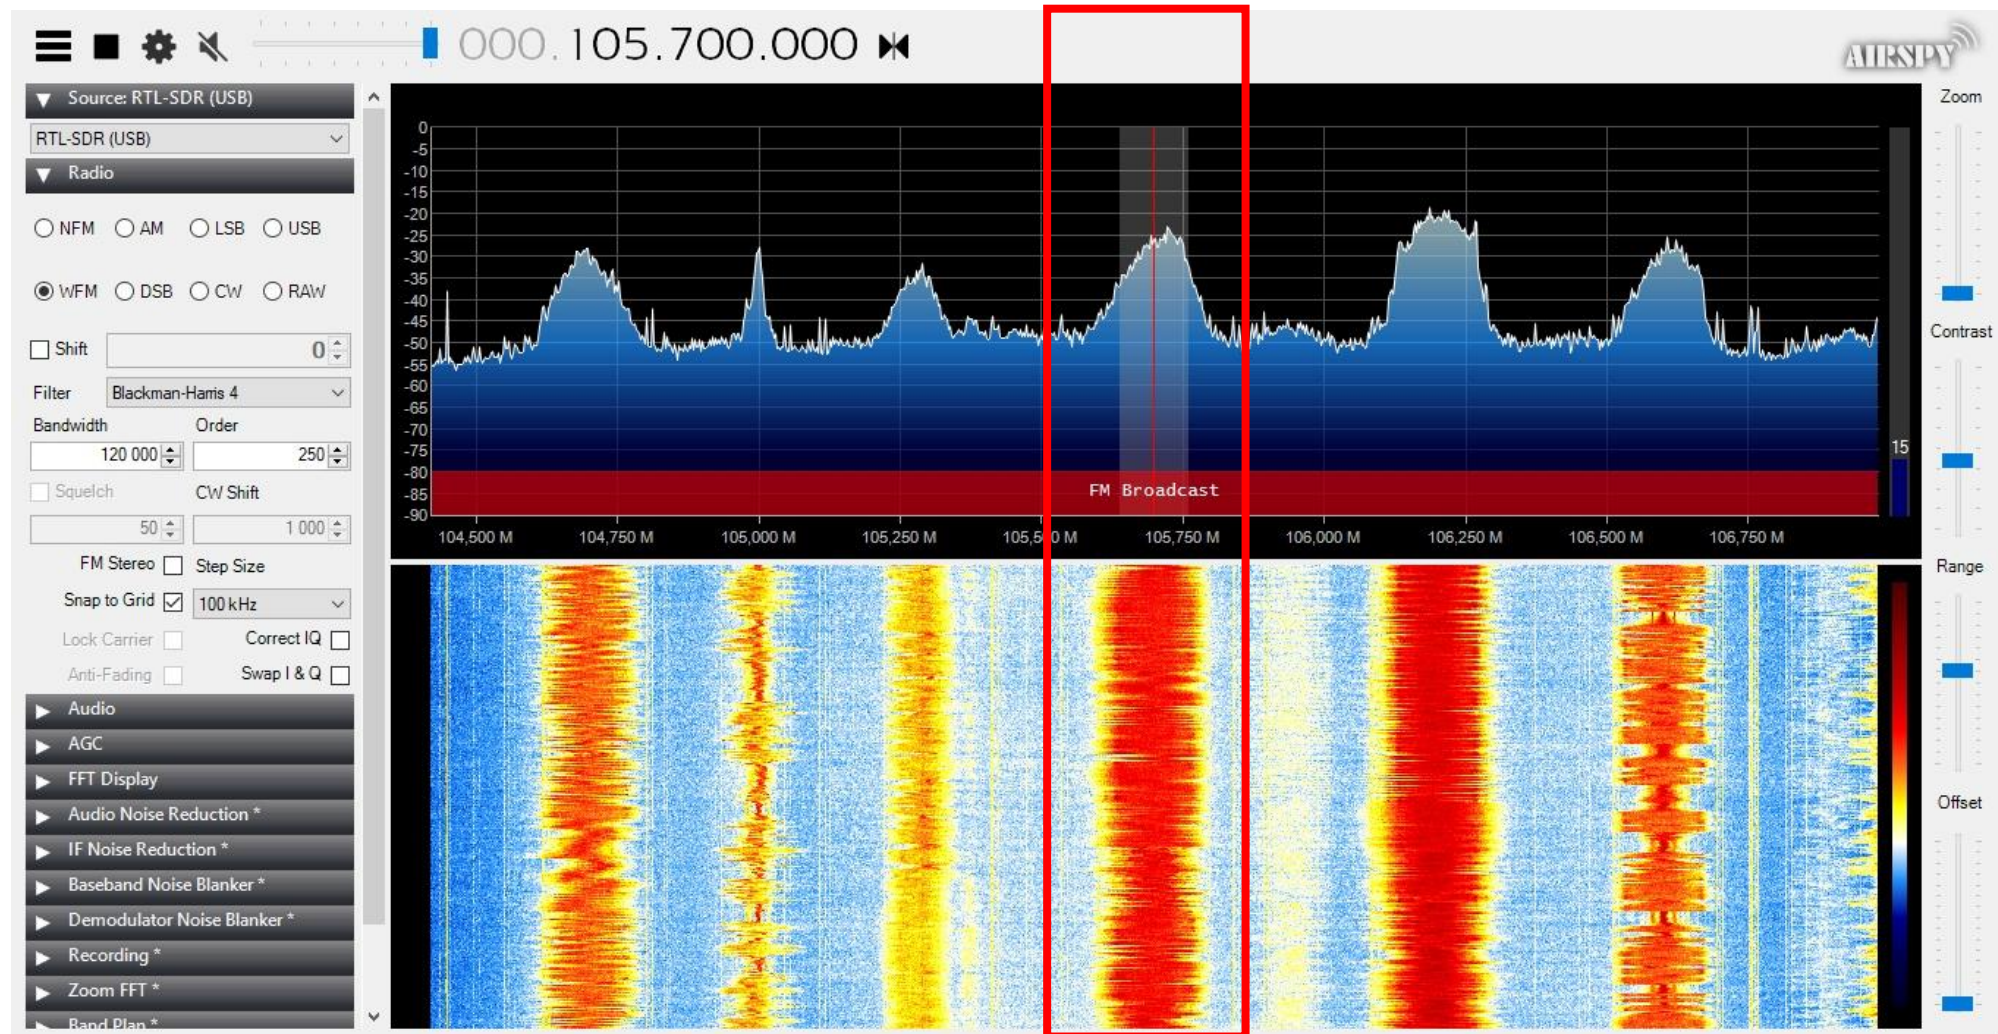 000.105.700.000
AIRSPY
Source: RTL-SDR (USB)
RTL-SDR (USB)
Radio
NFM AM LSB USB
WFM DSB CW RAW
Shift 0
Filter Blackman-Harris 4
Bandwidth Order
120 000 250
Squelch CW Shift
50 1 000
FM Stereo Step Size
Snap to Grid 100 kHz
Lock Carrier Correct IQ
Anti-Fading Swap I & Q
Audio
AGC
FFT Display
Audio Noise Reduction *
IF Noise Reduction *
Baseband Noise Blanker *
Demodulator Noise Blanker *
Recording *
Zoom FFT *
Band Plan *
0
-5
-10
-15
-20
-25
-30
-35
-40
-45
-50
-55
-60
-65
-70
-75
-80
-85
-90
FM Broadcast
15
104,500 M 104,750 M 105,000 M 105,250 M 105,500 M 105,750 M 106,000 M 106,250 M 106,500 M 106,750 M
Zoom
Contrast
Range
Offset